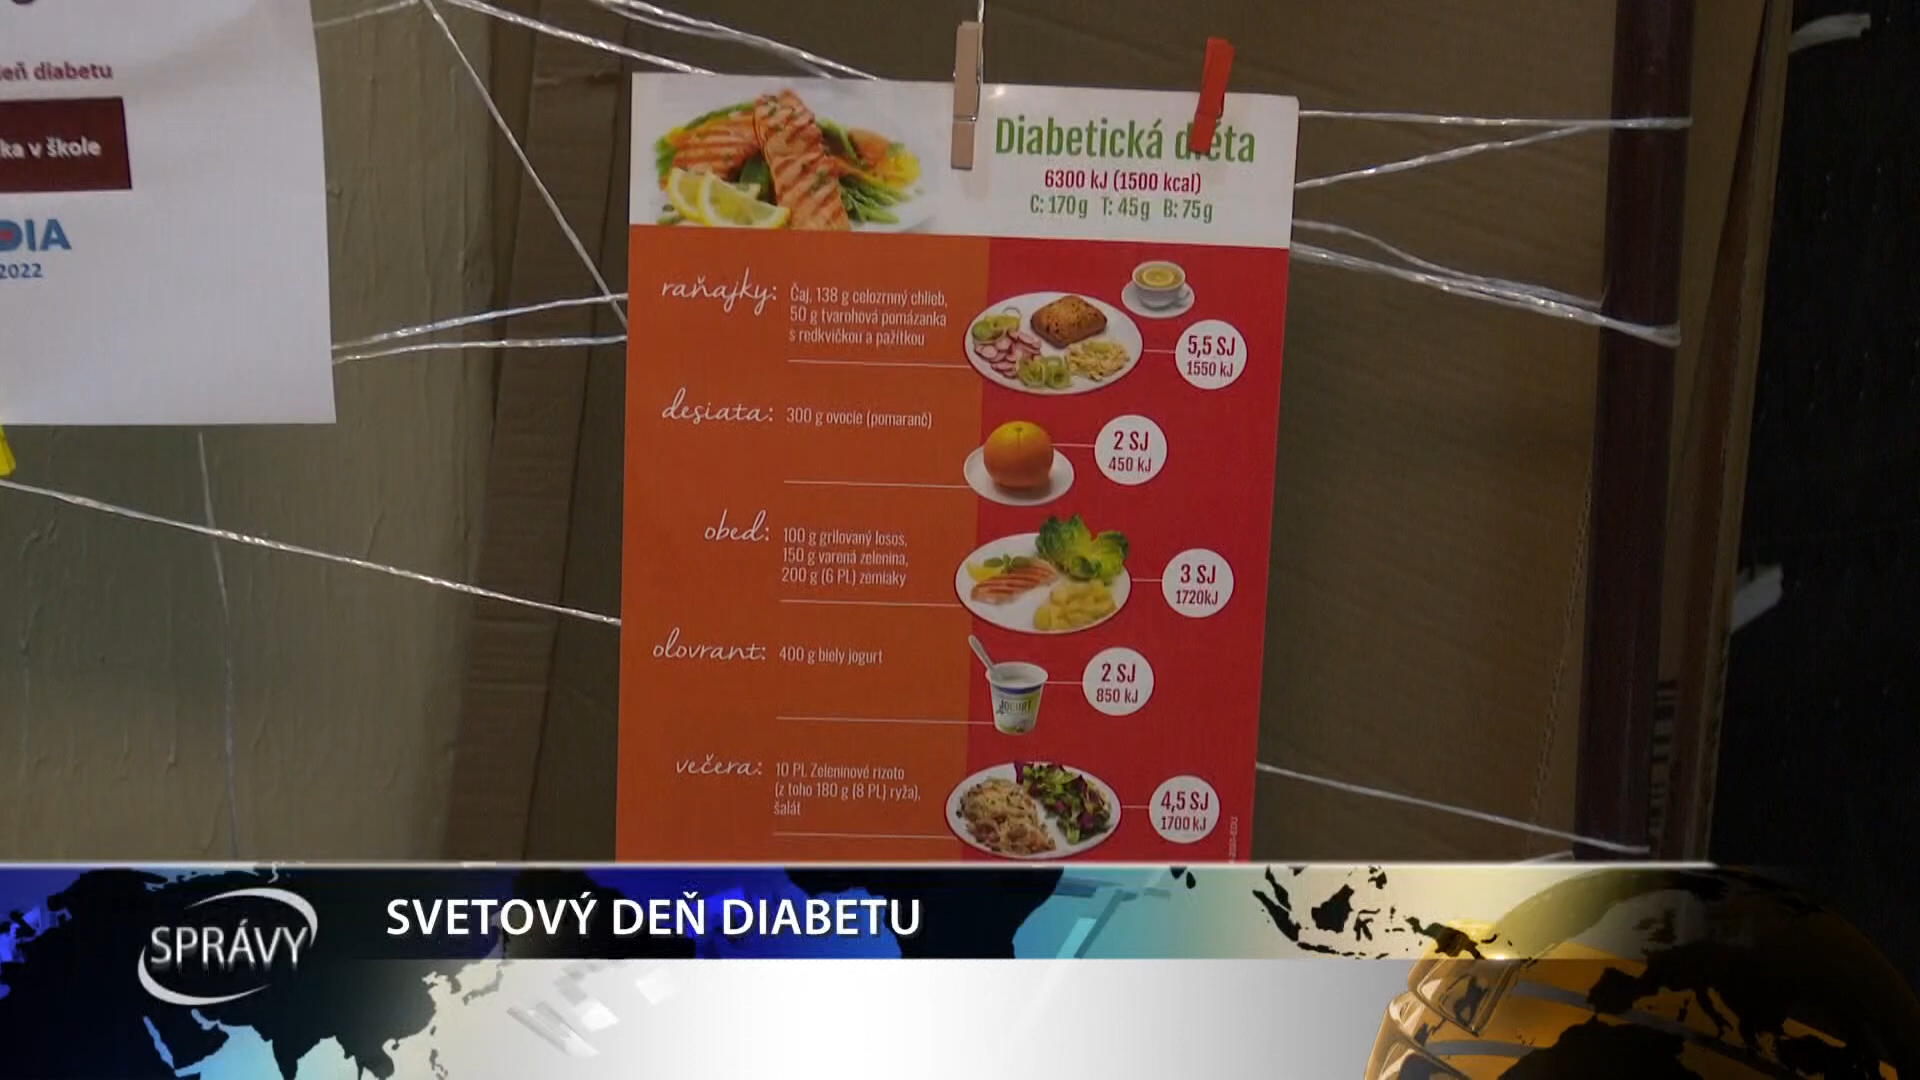 eň diabetu
ka v škole
DIA
2022
Diabetická diéta
6300 kJ (1500 kcal)
C: 170g T: 45g B: 75g
raňajky: Čaj, 138 g celozrnný chlieb,
50 g tvarohová pomázanka
s redkvičkou a pažítkou
5,5 SJ
1550 kJ
desiata: 300 g ovocie (pomaranč)
2 SJ
450 kJ
obed: 100 g grilovaný losos,
150 g varená zelenina,
200 g (6 PL) zemiaky
3 SJ
1720kJ
olovrant: 400 g biely jogurt
JOGURT
2 SJ
850 kJ
večera: 10 PL Zeleninové rizoto
(z toho 180 g (8 PL) ryža),
šalát
4,5 SJ
1700 kJ
SPRÁVY
SVETOVÝ DEŇ DIABETU